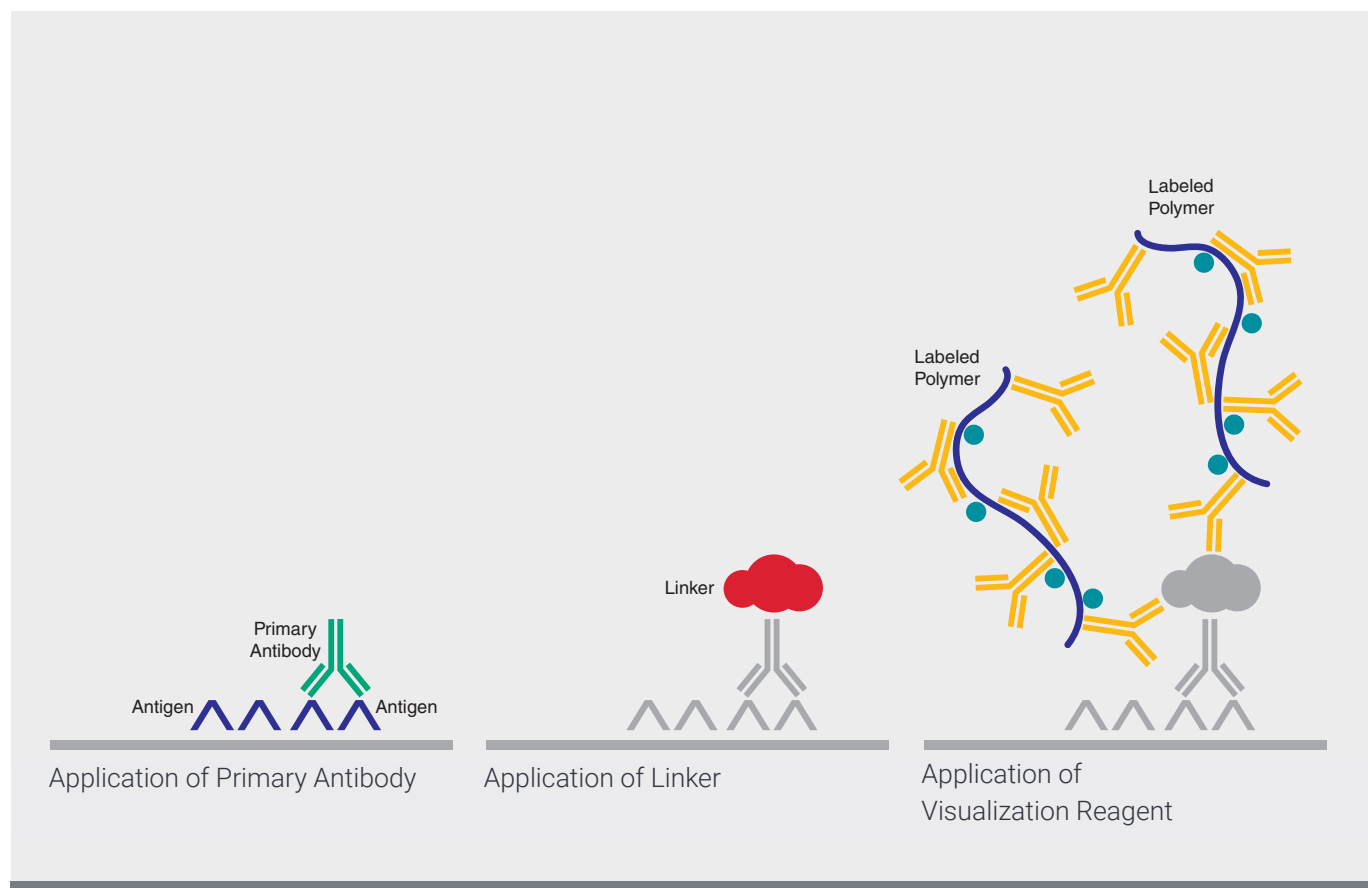 Primary
Antibody
Antigen
Antigen
Application of Primary Antibody
Linker
Application of Linker
Labeled
Polymer
Labeled
Polymer
Application of
Visualization Reagent